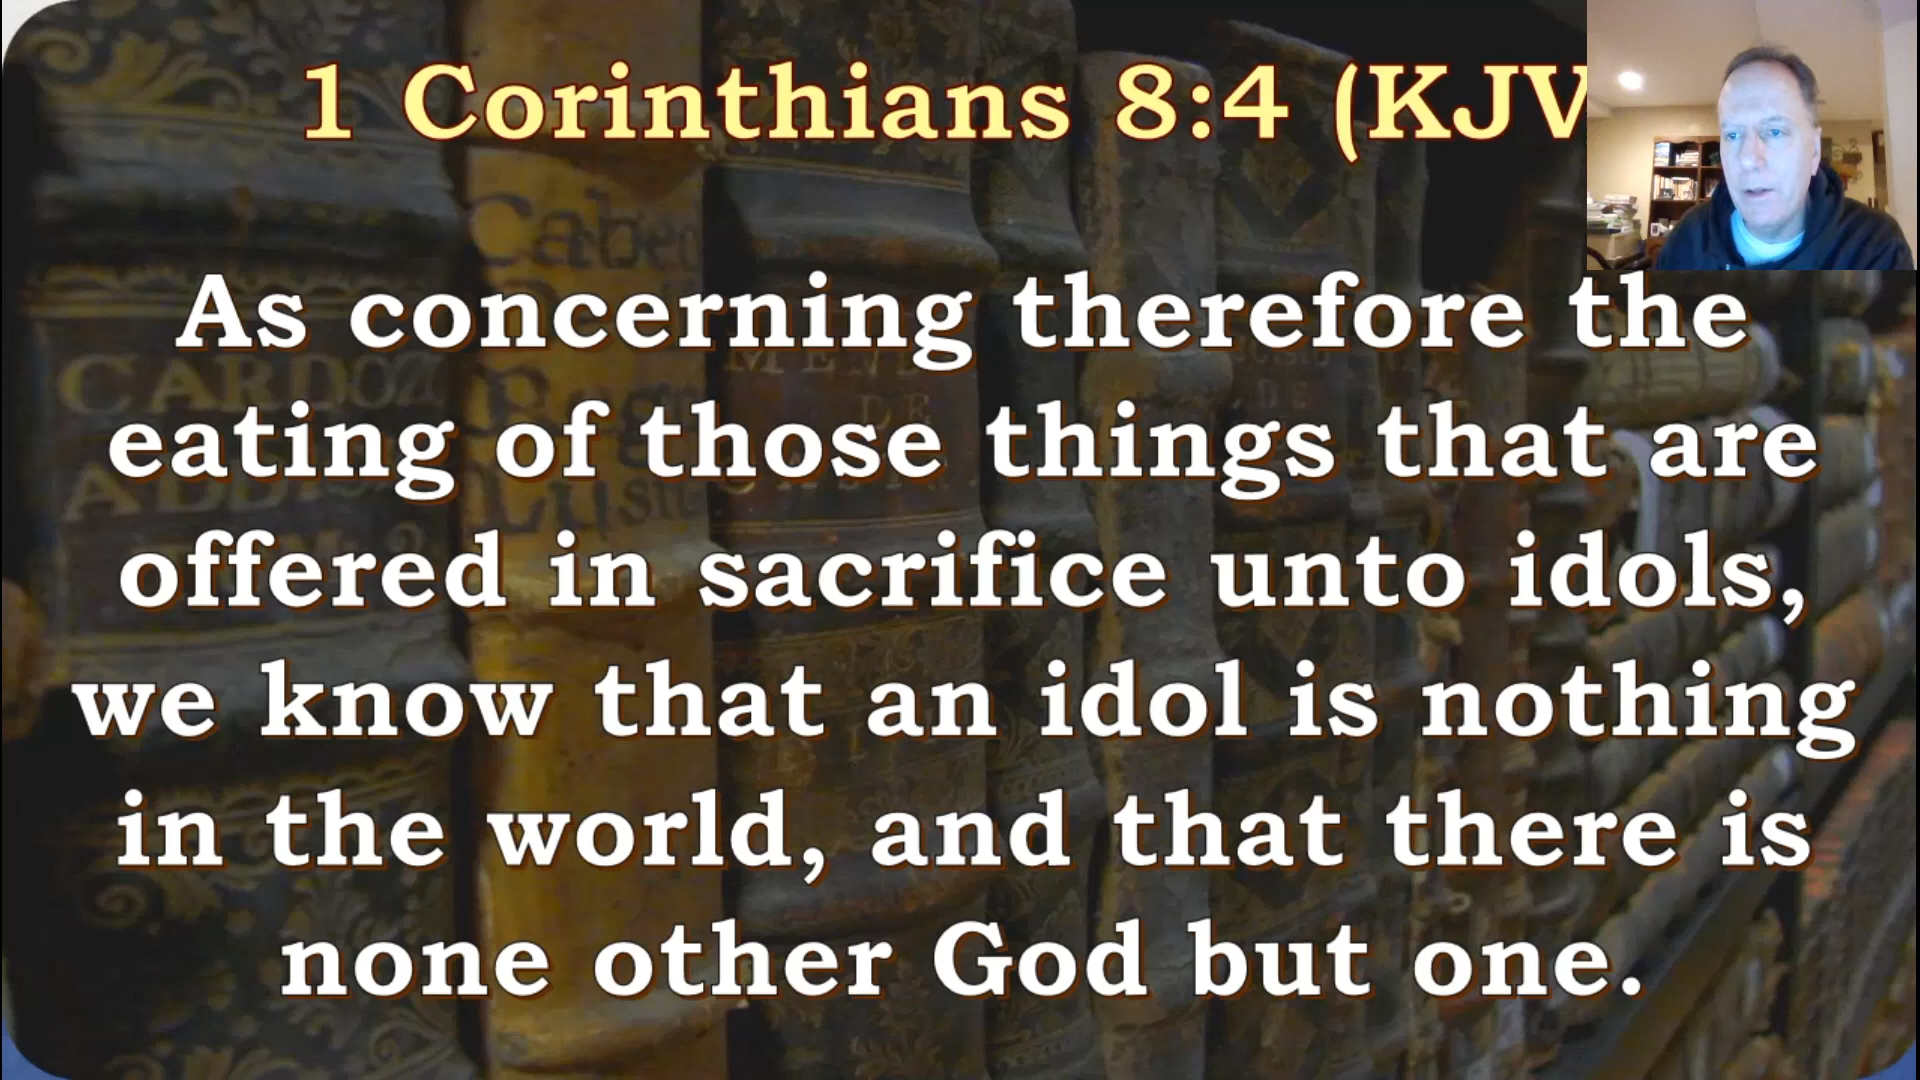 1 Corinthians 8:4 (KJV
As concerning therefore the
eating of those things that are
offered in sacrifice unto idols,
we know that an idol is nothing
in the world, and that there is
none other God but one.
CARDOZ